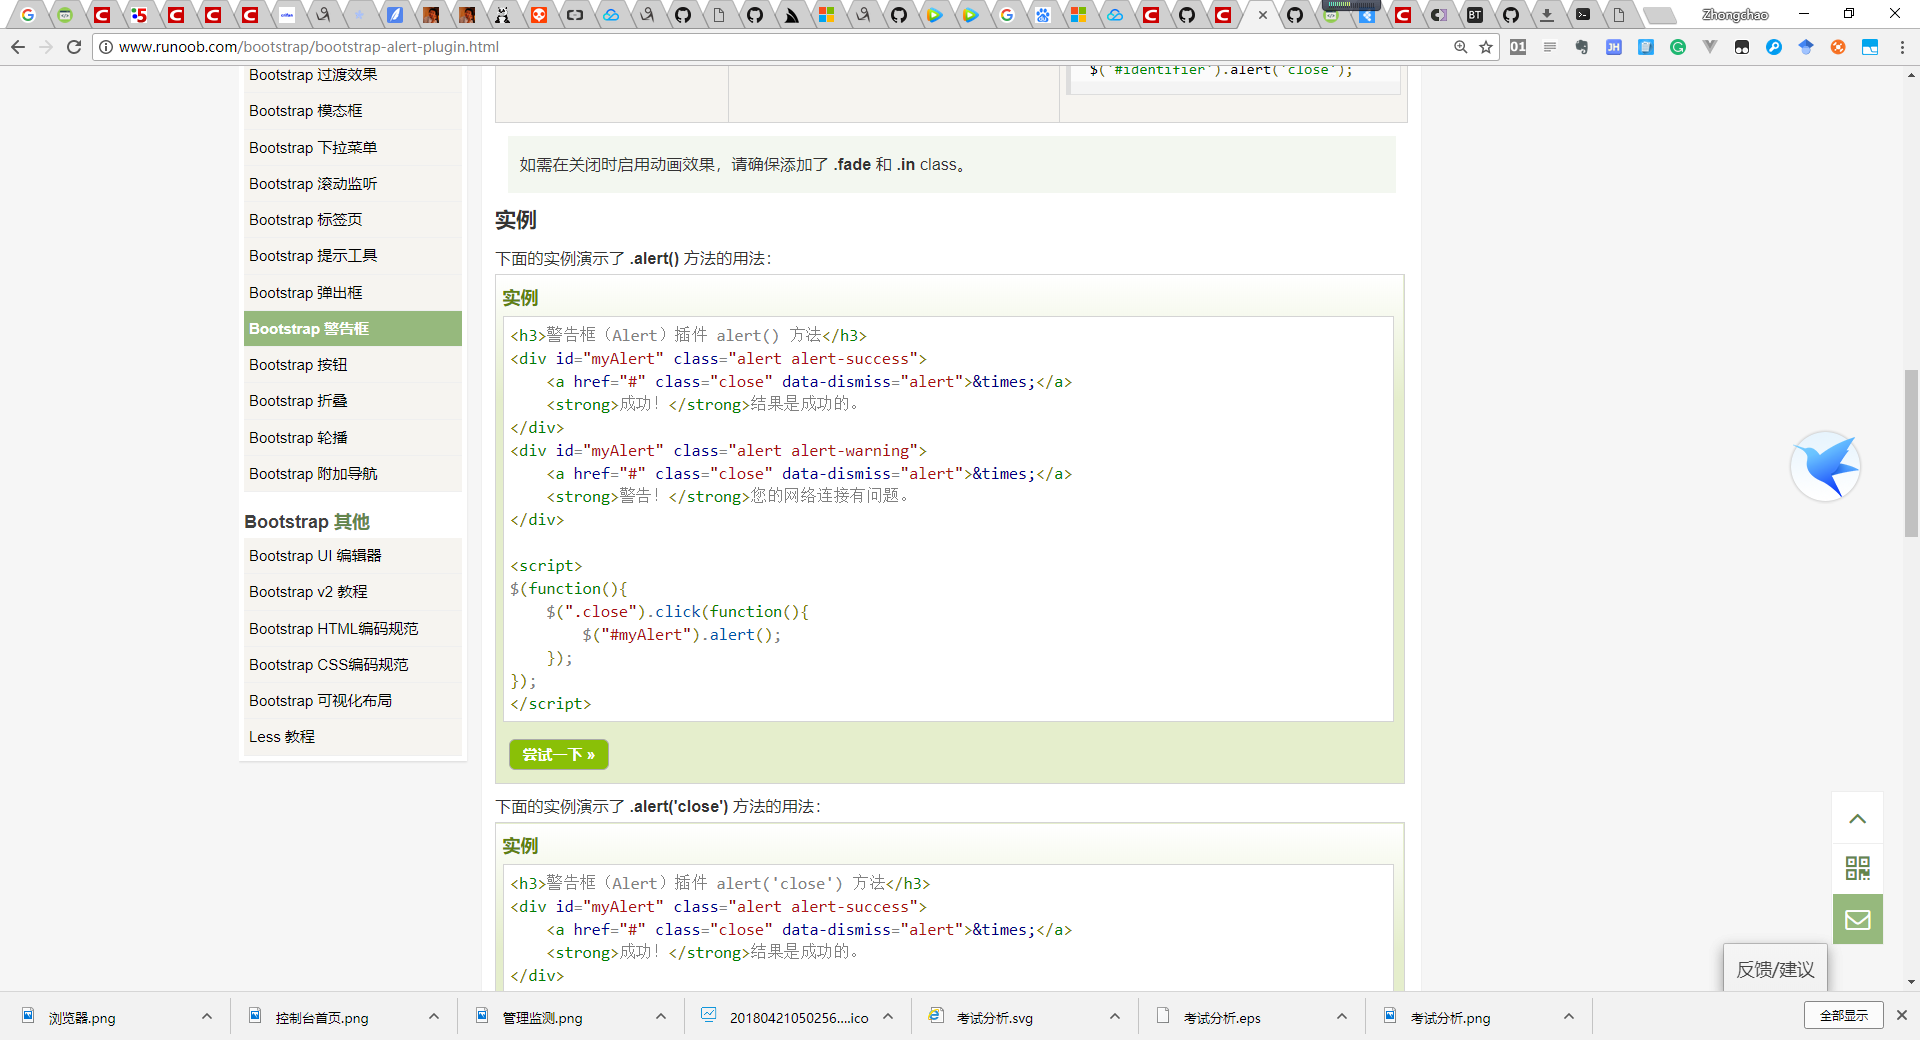 Zhongchao
www.runoob.com/bootstrap/bootstrap-alert-plugin.html
Bootstrap 过渡效果
Bootstrap 模态框
Bootstrap 下拉菜单
Bootstrap 滚动监听
Bootstrap 标签页
Bootstrap 提示工具
Bootstrap 弹出框
Bootstrap 警告框
Bootstrap 按钮
Bootstrap 折叠
Bootstrap 轮播
Bootstrap 附加导航
Bootstrap 其他
Bootstrap UI 编辑器
Bootstrap v2 教程
Bootstrap HTML编码规范
Bootstrap CSS编码规范
Bootstrap 可视化布局
Less 教程
$('#identifier').alert('close');
如需在关闭时启用动画效果，请确保添加了 .fade 和 .in class。
实例
下面的实例演示了 .alert() 方法的用法：
实例
<h3>警告框（Alert）插件 alert() 方法</h3>
<div id="myAlert" class="alert alert-success">
    <a href="#" class="close" data-dismiss="alert">&times;</a>
    <strong>成功！</strong>结果是成功的。
</div>
<div id="myAlert" class="alert alert-warning">
    <a href="#" class="close" data-dismiss="alert">&times;</a>
    <strong>警告！</strong>您的网络连接有问题。
</div>
<script>
$(function(){
    $(".close").click(function(){
        $("#myAlert").alert();
    });
});
</script>
尝试一下 »
下面的实例演示了 .alert('close') 方法的用法：
实例
<h3>警告框（Alert）插件 alert('close') 方法</h3>
<div id="myAlert" class="alert alert-success">
    <a href="#" class="close" data-dismiss="alert">&times;</a>
    <strong>成功！</strong>结果是成功的。
</div>
反馈/建议
浏览器.png
控制台首页.png
管理监测.png
20180421050256....ico
考试分析.svg
考试分析.eps
考试分析.png
全部显示